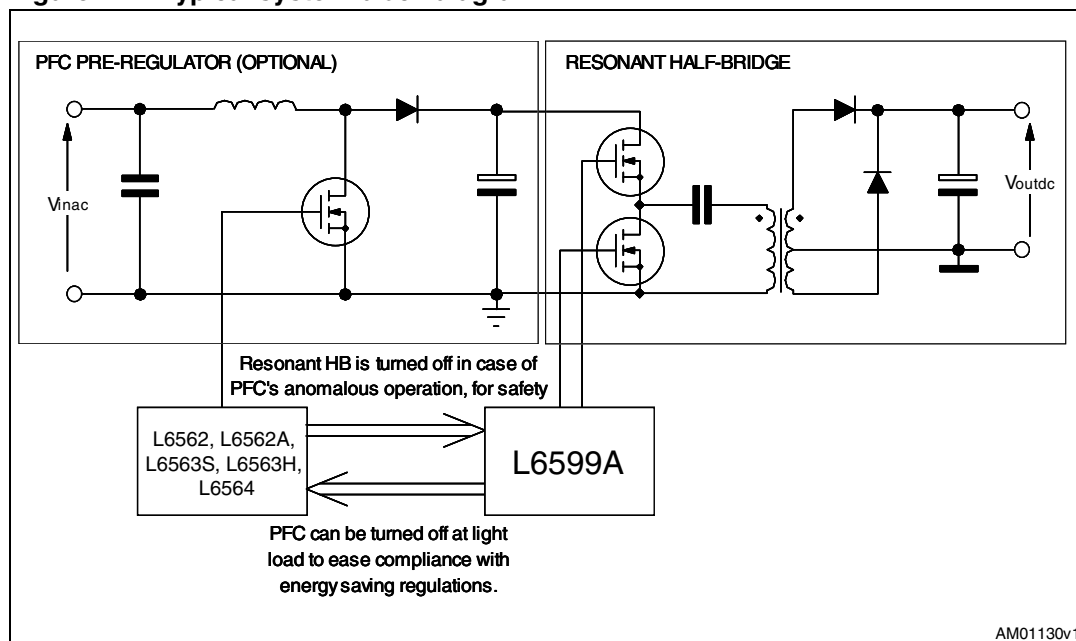 PFC PRE-REGULATOR (OPTIONAL)
RESONANT HALF-BRIDGE
Vinac
Voutdc
Resonant HB is turned off in case of
PFC's anomalous operation, for safety
L6562, L6562A,
L6563S, L6563H,
L6564
L6599A
PFC can be turned off at light
load to ease compliance with
energy saving regulations.
AM01130v1